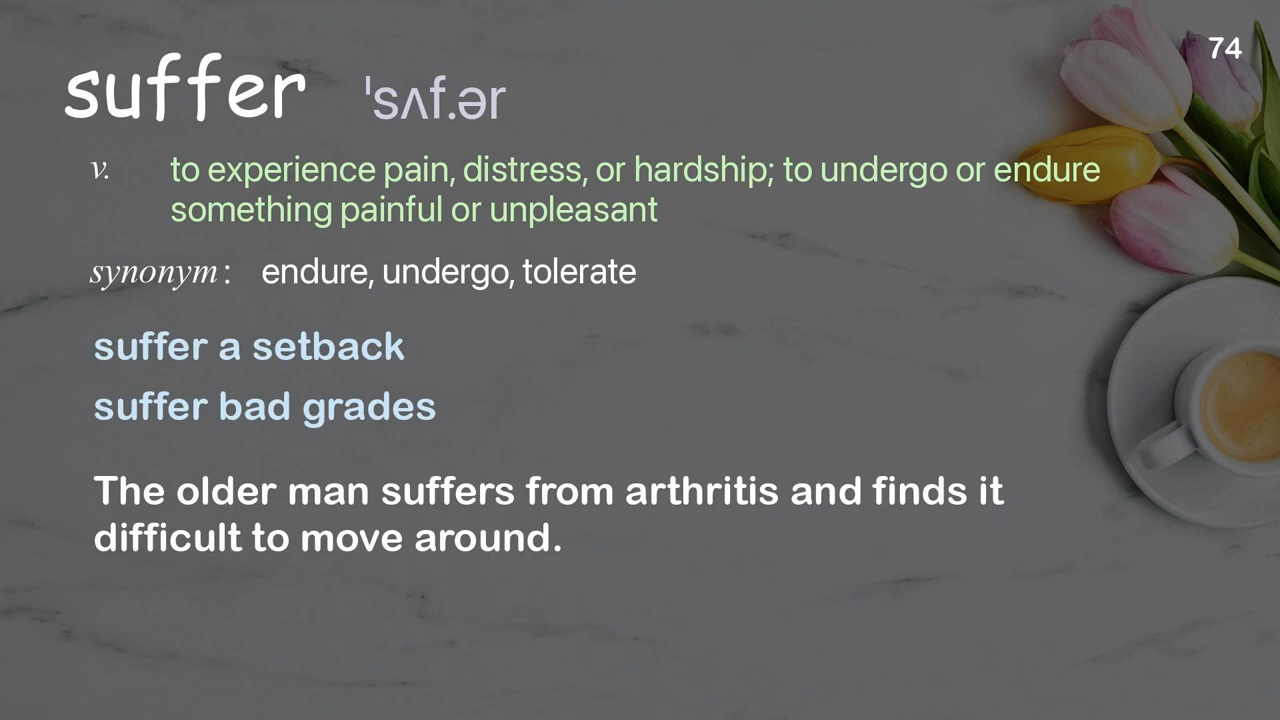 74
suffer ˈsʌf.ər
v. to experience pain, distress, or hardship; to undergo or endure
something painful or unpleasant
synonym: endure, undergo, tolerate
suffer a setback
suffer bad grades
The older man suffers from arthritis and finds it
difficult to move around.